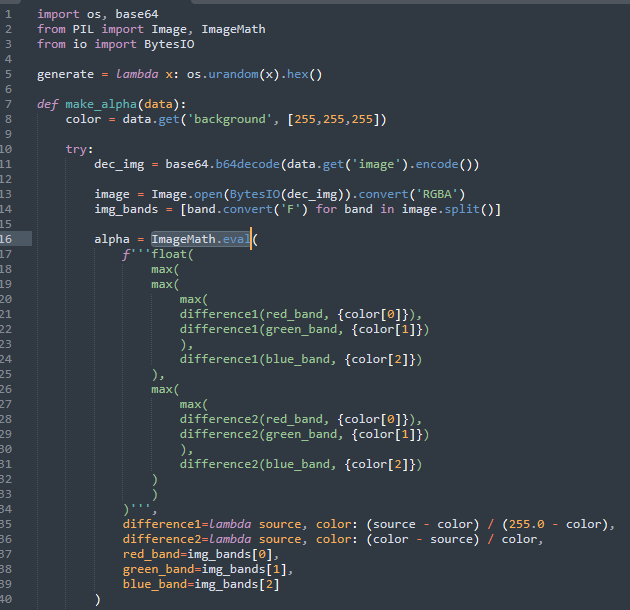 1 import os, base64
2 from PIL import Image, ImageMath
3 from io import BytesIO
4
5 generate = lambda x: os.urandom(x).hex()
6
7 def make_alpha(data):
8 color = data.get('background', [255,255,255])
9
10 try:
11 dec_img = base64.b64decode(data.get('image').encode())
12
13 image = Image.open(BytesIO(dec_img)).convert('RGBA')
14 img_bands = [band.convert('F') for band in image.split()]
15
16 alpha = ImageMath.eval(
17 f'''float(
18 max(
19 max(
20 max(
21 difference1(red_band, {color[0]}),
22 difference1(green_band, {color[1]})
23 ),
24 difference1(blue_band, {color[2]})
25 ),
26 max(
27 max(
28 difference2(red_band, {color[0]}),
29 difference2(green_band, {color[1]})
30 ),
31 difference2(blue_band, {color[2]})
32 )
33 )
34 )''',
35 difference1=lambda source, color: (source - color) / (255.0 - color),
36 difference2=lambda source, color: (color - source) / color,
37 red_band=img_bands[0],
38 green_band=img_bands[1],
39 blue_band=img_bands[2]
40 )